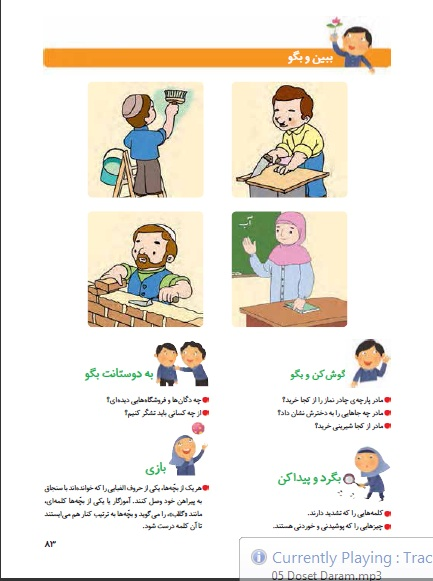 ببین و بگو
آب
گوش کن و بگو
مادر پارچه‌ی چادر نماز را از کجا خرید؟
مادر چه جاهایی را به دخترش نشان داد؟
مادر از کجا شیرینی خرید؟
به دوستانت بگو
چه دکّان‌ها و فروشگاه‌هایی دیده‌ای؟
از چه کسانی باید تشکّر کنیم؟
بگرد و پیدا کن
کلمه‌هایی را که تشدید دارند.
چیزهایی را که پوشیدنی و خوردنی هستند.
بازی
هر یک از بچّه‌ها، یکی از حروف الفبایی را که خوانده‌اند با سنجاق
به پیراهن خود وصل کنند. آموزگار یا یکی از بچّه‌ها کلمه‌ای،
مانند «گلاب» را می‌گوید و بچّه‌ها به ترتیب کنار هم می‌ایستند
تا آن کلمه درست شود.
۸۳
Currently Playing : Trac
05 Doset Daram.mp3